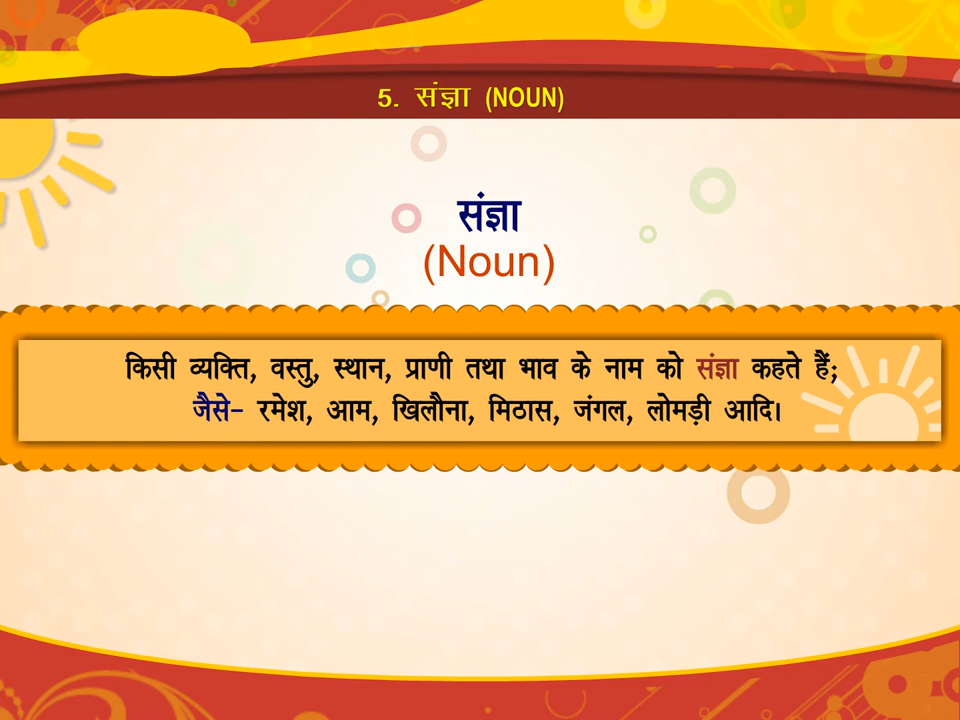 5. संज्ञा (NOUN)
संज्ञा
(Noun)
किसी व्यक्ति, वस्तु, स्थान, प्राणी तथा भाव के नाम को संज्ञा कहते हैं;
जैसे- रमेश, आम, खिलौना, मिठास, जंगल, लोमड़ी आदि।